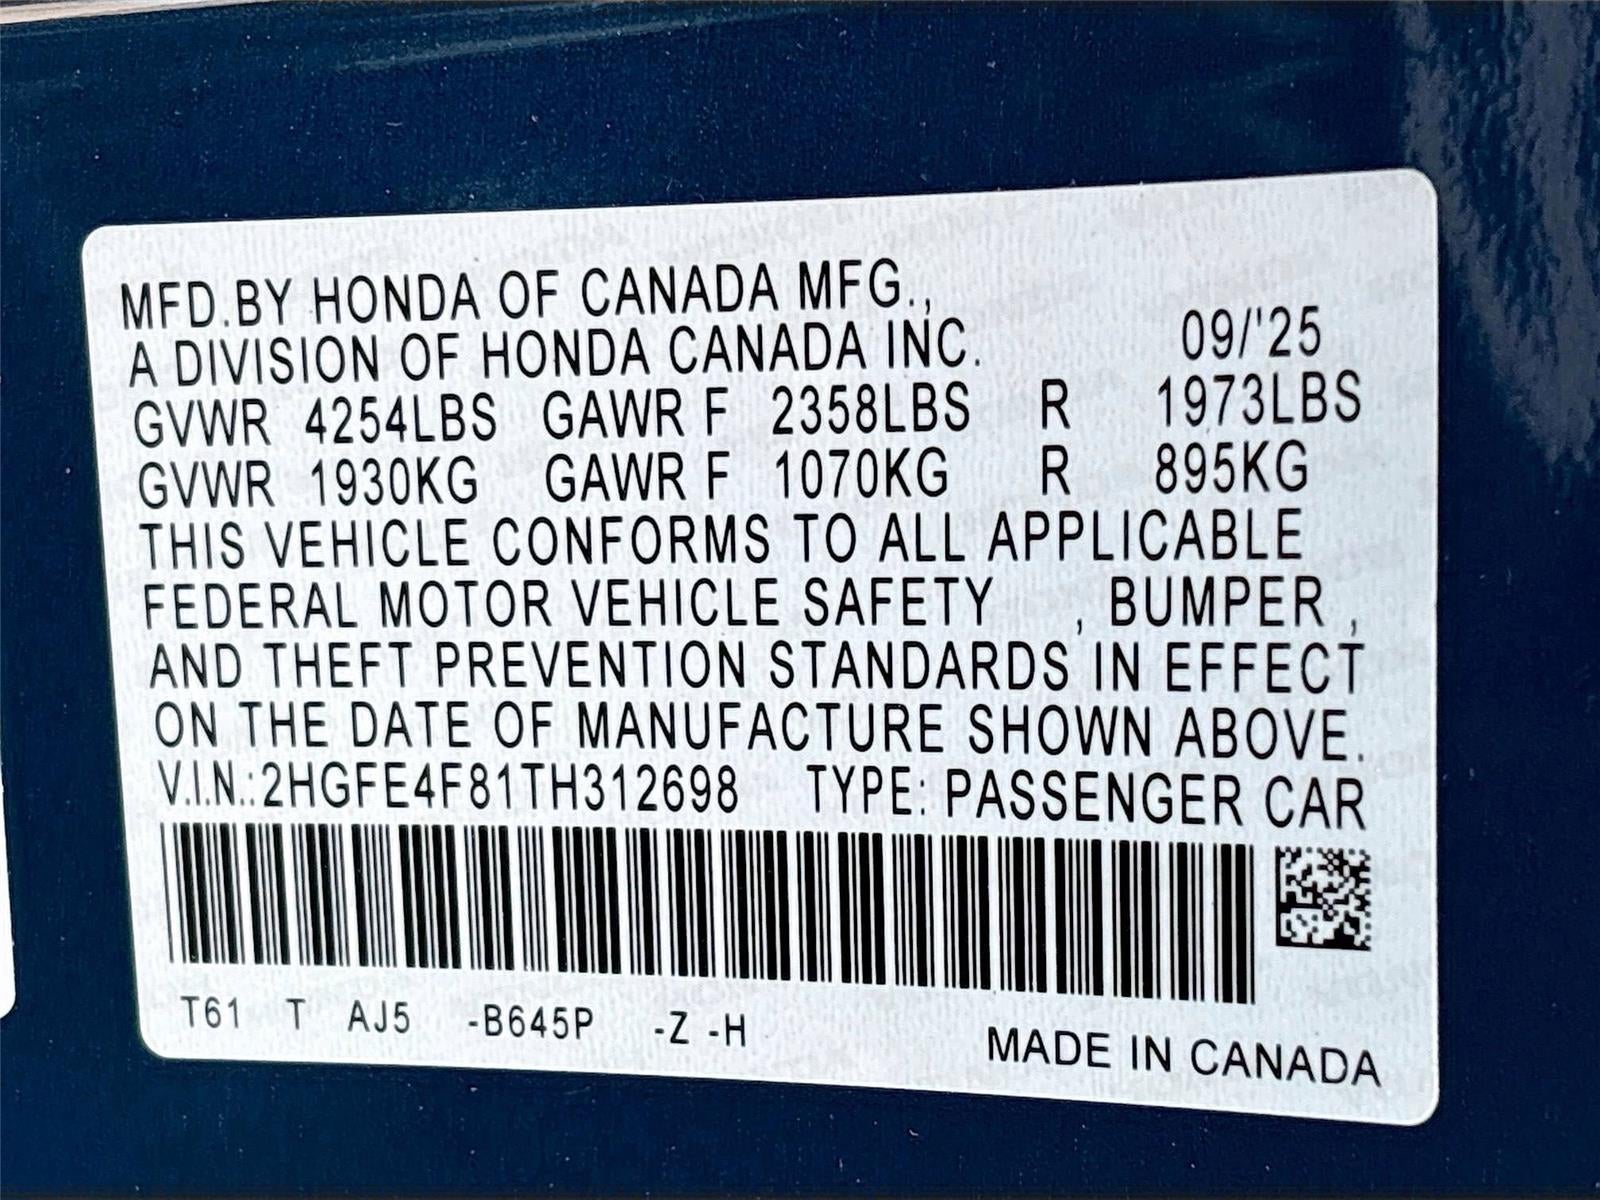 MFD.BY HONDA OF CANADA MFG.,
A DIVISION OF HONDA CANADA INC. 09/'25
GVWR 4254LBS GAWR F 2358LBS R 1973LBS
GVWR 1930KG GAWR F 1070KG R 895KG
THIS VEHICLE CONFORMS TO ALL APPLICABLE
FEDERAL MOTOR VEHICLE SAFETY , BUMPER ,
AND THEFT PREVENTION STANDARDS IN EFFECT
ON THE DATE OF MANUFACTURE SHOWN ABOVE.
V.I.N.:2HGFE4F81TH312698 TYPE: PASSENGER CAR
T61 T AJ5 -B645P -Z -H
MADE IN CANADA